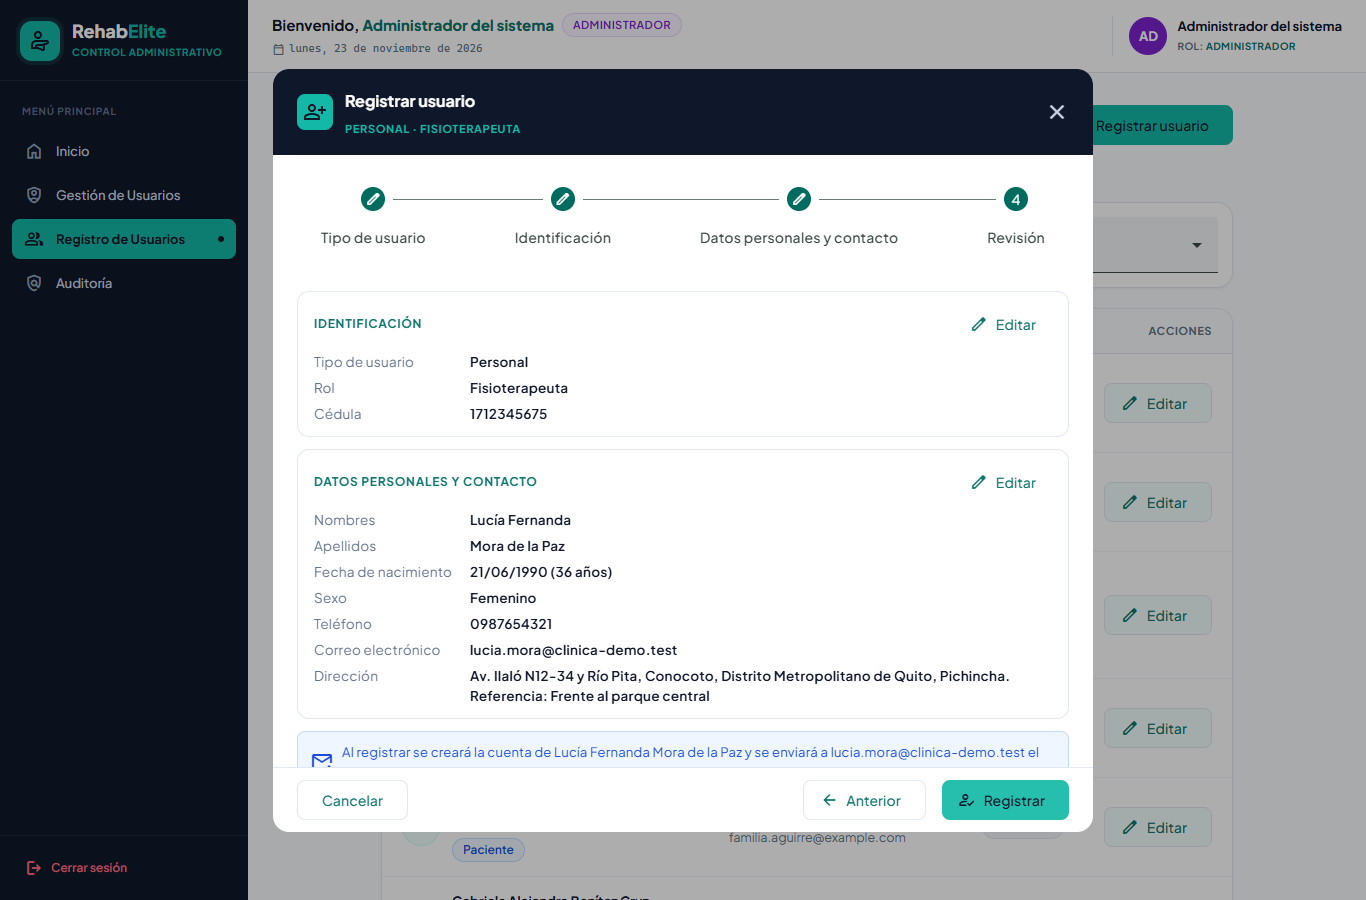 RehabElite
CONTROL ADMINISTRATIVO
MENÚ PRINCIPAL
Inicio
Gestión de Usuarios
Registro de Usuarios
Auditoría
Cerrar sesión
Bienvenido, Administrador del sistema
ADMINISTRADOR
lunes, 23 de noviembre de 2026
AD
Administrador del sistema
ROL: ADMINISTRADOR
Registrar usuario
Registrar usuario
PERSONAL · FISIOTERAPEUTA
Tipo de usuario
Identificación
Datos personales y contacto
4
Revisión
IDENTIFICACIÓN
Editar
Tipo de usuario Personal
Rol Fisioterapeuta
Cédula 1712345675
DATOS PERSONALES Y CONTACTO
Editar
Nombres Lucía Fernanda
Apellidos Mora de la Paz
Fecha de nacimiento 21/06/1990 (36 años)
Sexo Femenino
Teléfono 0987654321
Correo electrónico lucia.mora@clinica-demo.test
Dirección Av. Ilaló N12-34 y Río Pita, Conocoto, Distrito Metropolitano de Quito, Pichincha.
Referencia: Frente al parque central
Al registrar se creará la cuenta de Lucía Fernanda Mora de la Paz y se enviará a lucia.mora@clinica-demo.test el
Cancelar
Anterior
Registrar
ACCIONES
Editar
Editar
Editar
Editar
Editar
familia.aguirre@example.com
Paciente